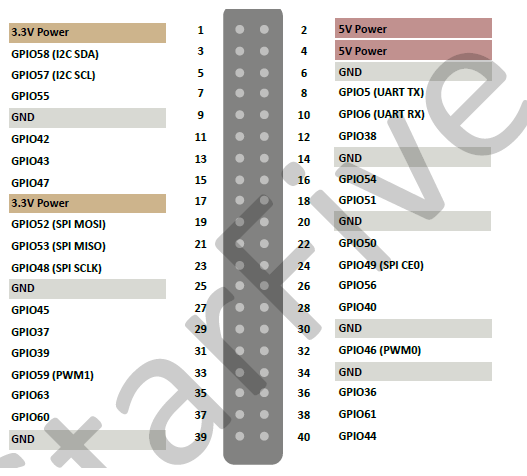 3.3V Power 1 2 5V Power
GPIO58 (I2C SDA) 3 4 5V Power
GPIO57 (I2C SCL) 5 6 GND
GPIO55 7 8 GPIO5 (UART TX)
GND 9 10 GPIO6 (UART RX)
GPIO42 11 12 GPIO38
GPIO43 13 14 GND
GPIO47 15 16 GPIO54
3.3V Power 17 18 GPIO51
GPIO52 (SPI MOSI) 19 20 GND
GPIO53 (SPI MISO) 21 22 GPIO50
GPIO48 (SPI SCLK) 23 24 GPIO49 (SPI CE0)
GND 25 26 GPIO56
GPIO45 27 28 GPIO40
GPIO37 29 30 GND
GPIO39 31 32 GPIO46 (PWM0)
GPIO59 (PWM1) 33 34 GND
GPIO63 35 36 GPIO36
GPIO60 37 38 GPIO61
GND 39 40 GPIO44
StarFive